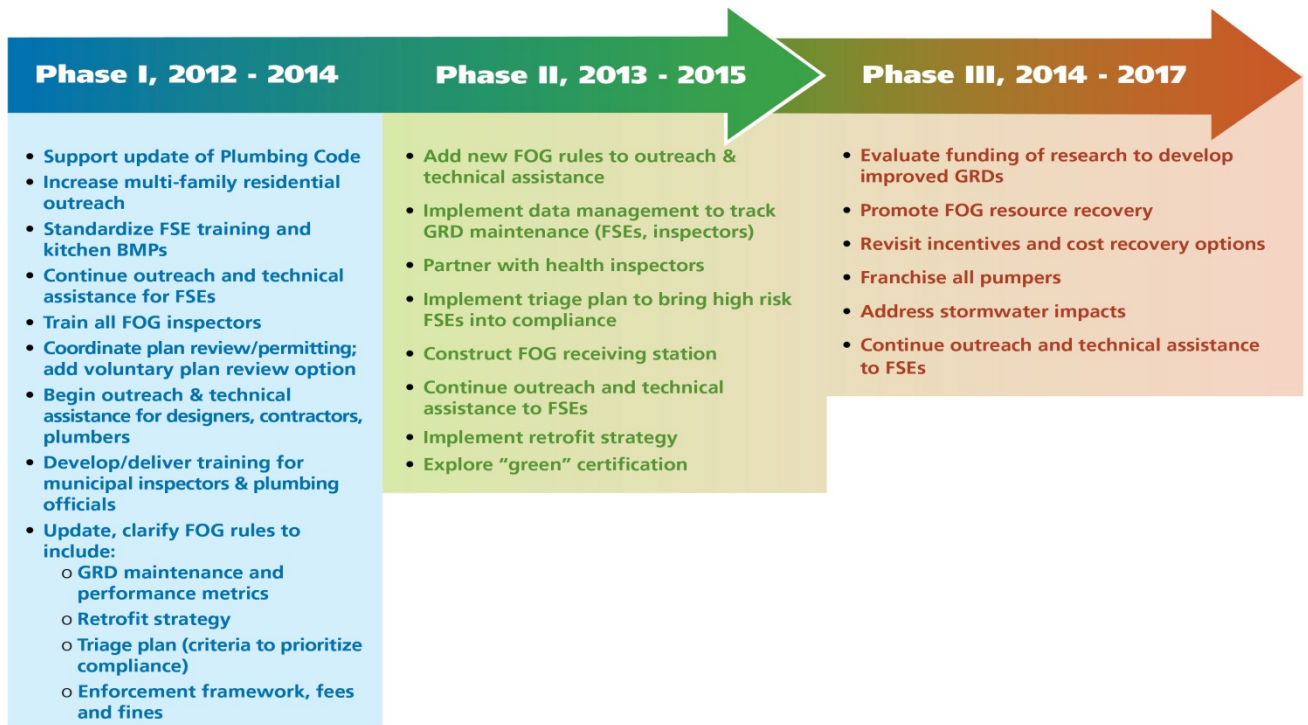 Phase I, 2012 - 2014
• Support update of Plumbing Code
• Increase multi-family residential
outreach
• Standardize FSE training and
kitchen BMPs
• Continue outreach and technical
assistance for FSEs
• Train all FOG inspectors
• Coordinate plan review/permitting;
add voluntary plan review option
• Begin outreach & technical
assistance for designers, contractors,
plumbers
• Develop/deliver training for
municipal inspectors & plumbing
officials
• Update, clarify FOG rules to
include:
o GRD maintenance and
performance metrics
o Retrofit strategy
o Triage plan (criteria to prioritize
compliance)
o Enforcement framework, fees
and fines
Phase II, 2013 - 2015
• Add new FOG rules to outreach &
technical assistance
• Implement data management to track
GRD maintenance (FSEs, inspectors)
• Partner with health inspectors
• Implement triage plan to bring high risk
FSEs into compliance
• Construct FOG receiving station
• Continue outreach and technical
assistance to FSEs
• Implement retrofit strategy
• Explore “green” certification
Phase III, 2014 - 2017
• Evaluate funding of research to develop
improved GRDs
• Promote FOG resource recovery
• Revisit incentives and cost recovery options
• Franchise all pumpers
• Address stormwater impacts
• Continue outreach and technical assistance
to FSEs